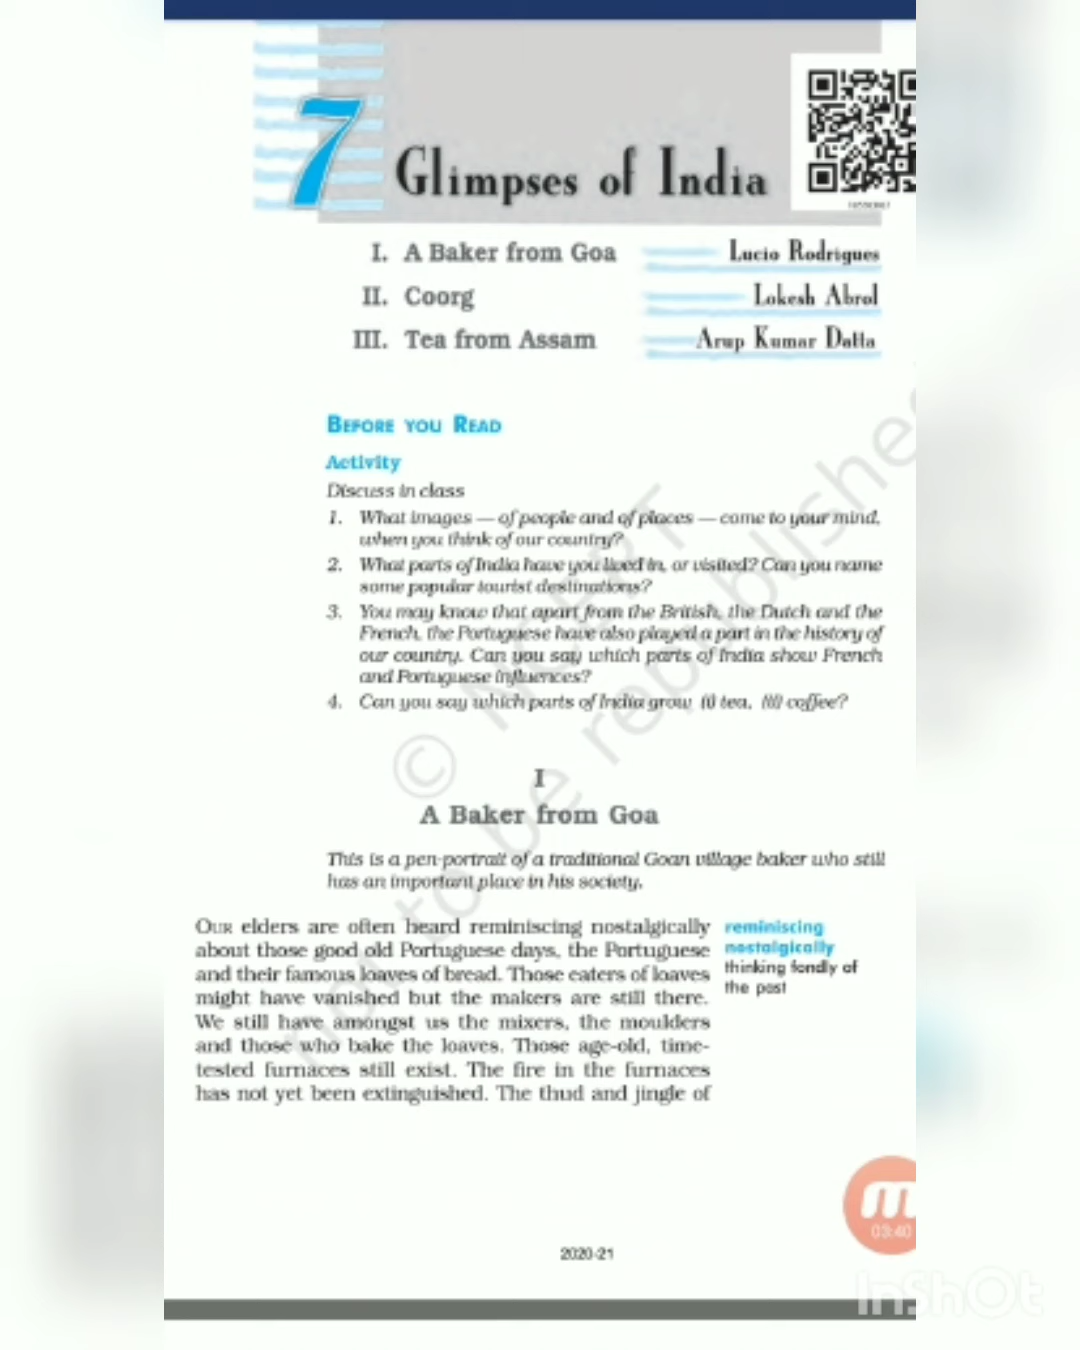 7
Glimpses of India
I. A Baker from Goa Lucio Rodrigues
II. Coorg Lokesh Abrol
III. Tea from Assam Arup Kumar Datta
BEFORE YOU READ
Activity
Discuss in class
1. What images — of people and of places — come to your mind,
when you think of our country?
2. What parts of India have you lived in, or visited? Can you name
some popular tourist destinations?
3. You may know that apart from the British, the Dutch and the
French, the Portuguese have also played a part in the history of
our country. Can you say which parts of India show French
and Portuguese influences?
4. Can you say which parts of India grow (i) tea, (ii) coffee?
© NCERT
not to be republished
I
A Baker from Goa
This is a pen-portrait of a traditional Goan village baker who still
has an important place in his society.
OUR elders are often heard reminiscing nostalgically
about those good old Portuguese days, the Portuguese
and their famous loaves of bread. Those eaters of loaves
might have vanished but the makers are still there.
We still have amongst us the mixers, the moulders
and those who bake the loaves. Those age-old, time-
tested furnaces still exist. The fire in the furnaces
has not yet been extinguished. The thud and jingle of
reminiscing
nostalgically
thinking fondly of
the past
03:40
2020-21
InShOt